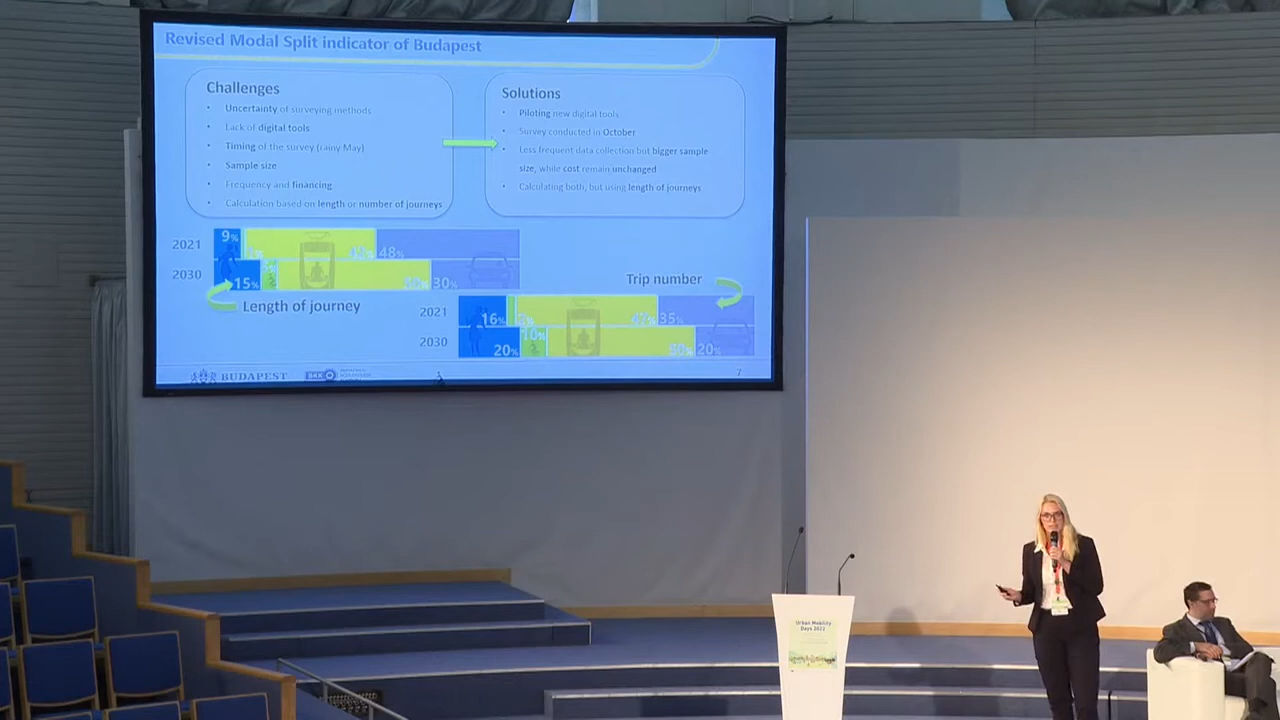 Revised Modal Split indicator of Budapest
Challenges
• Uncertainty of surveying methods
• Lack of digital tools
• Timing of the survey (rainy May)
• Sample size
• Frequency and financing
• Calculation based on length or number of journeys
Solutions
• Piloting new digital tools
• Survey conducted in October
• Less frequent data collection but bigger sample
size, while cost remain unchanged
• Calculating both, but using length of journeys
2021 9% 48%
2030 15% 30%
Length of journey
Trip number
2021 16% 35%
2030 20% 10% 50% 20%
BUDAPEST BKK
7
Urban Mobility
Days 2022